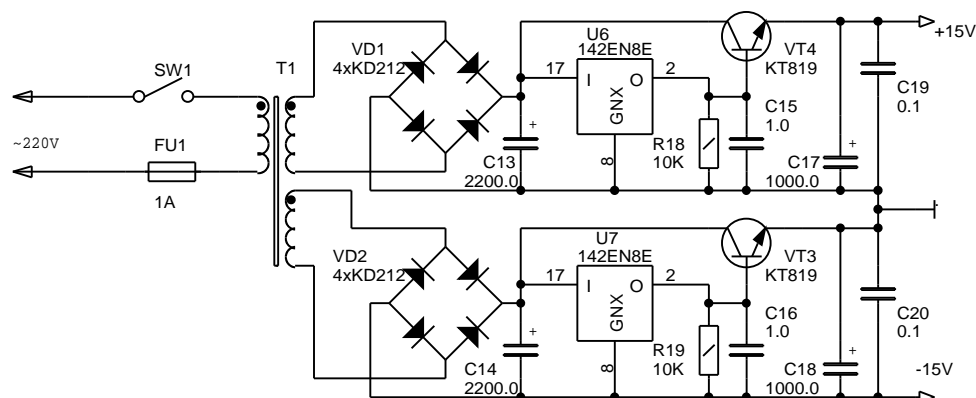 +15V
SW1
T1
VD1
4xKD212
U6
142EN8E
17
I
O
2
GNX
8
VT4
KT819
C19
0.1
C15
1.0
R18
10K
C13
2200.0
+
C17
1000.0
+
~220V
FU1
1A
VD2
4xKD212
U7
142EN8E
17
I
O
2
GNX
8
VT3
KT819
C20
0.1
C16
1.0
R19
10K
C14
2200.0
+
C18
1000.0
+
-15V